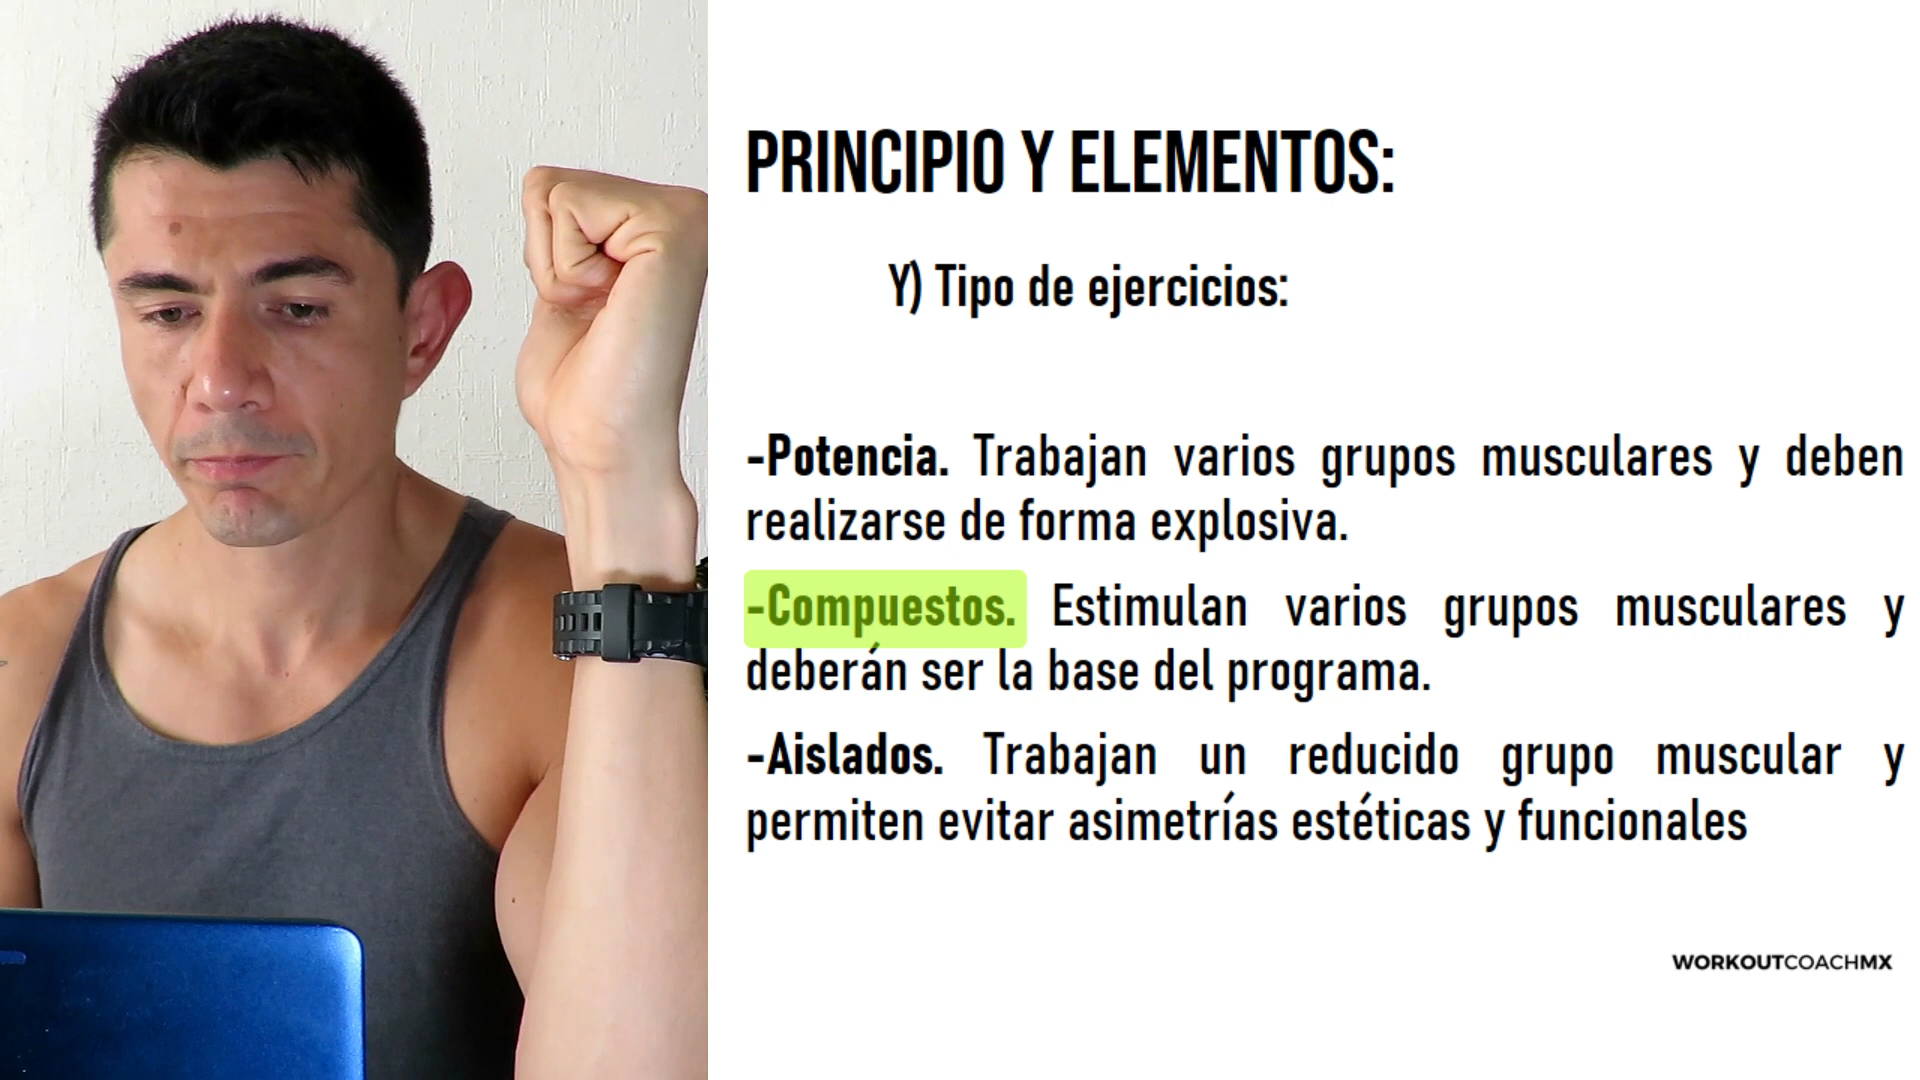 PRINCIPIO Y ELEMENTOS:
Y) Tipo de ejercicios:
-Potencia. Trabajan varios grupos musculares y deben
realizarse de forma explosiva.
-Compuestos. Estimulan varios grupos musculares y
deberán ser la base del programa.
-Aislados. Trabajan un reducido grupo muscular y
permiten evitar asimetrías estéticas y funcionales
WORKOUTCOACHMX